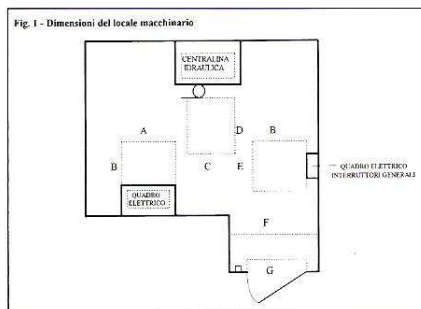 Fig. 1 - Dimensioni del locale macchinario
CENTRALINA
IDRAULICA
A
D
B
B
C
E
QUADRO ELETTRICO
INTERRUTTORI GENERALI
QUADRO
ELETTRICO
F
G